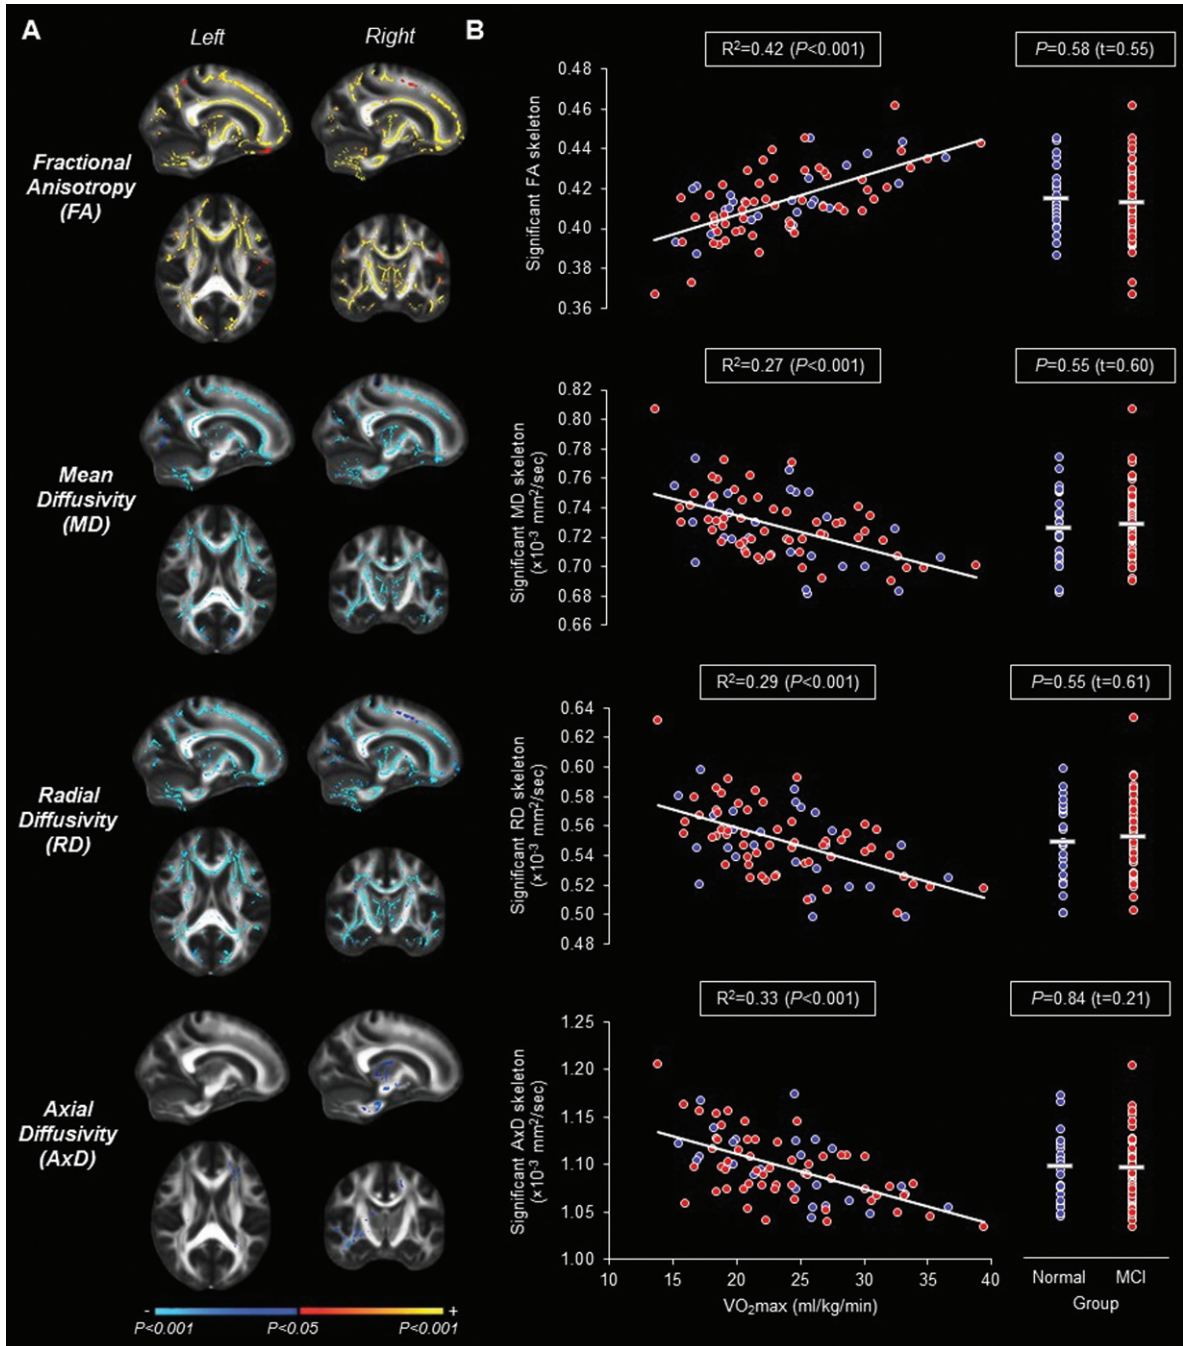 A
Left
Right
B
Fractional
Anisotropy
(FA)
R²=0.42 (P<0.001)
P=0.58 (t=0.55)
Significant FA skeleton
0.48
0.46
0.44
0.42
0.40
0.38
0.36
Mean
Diffusivity
(MD)
R²=0.27 (P<0.001)
P=0.55 (t=0.60)
Significant MD skeleton
(×10⁻³ mm²/sec)
0.82
0.80
0.78
0.76
0.74
0.72
0.70
0.68
0.66
Radial
Diffusivity
(RD)
R²=0.29 (P<0.001)
P=0.55 (t=0.61)
Significant RD skeleton
(×10⁻³ mm²/sec)
0.64
0.62
0.60
0.58
0.56
0.54
0.52
0.50
0.48
Axial
Diffusivity
(AxD)
R²=0.33 (P<0.001)
P=0.84 (t=0.21)
Significant AxD skeleton
(×10⁻³ mm²/sec)
1.25
1.20
1.15
1.10
1.05
1.00
10 15 20 25 30 35 40
VO₂max (ml/kg/min)
Normal MCI
Group
- +
P<0.001 P<0.05 P<0.001